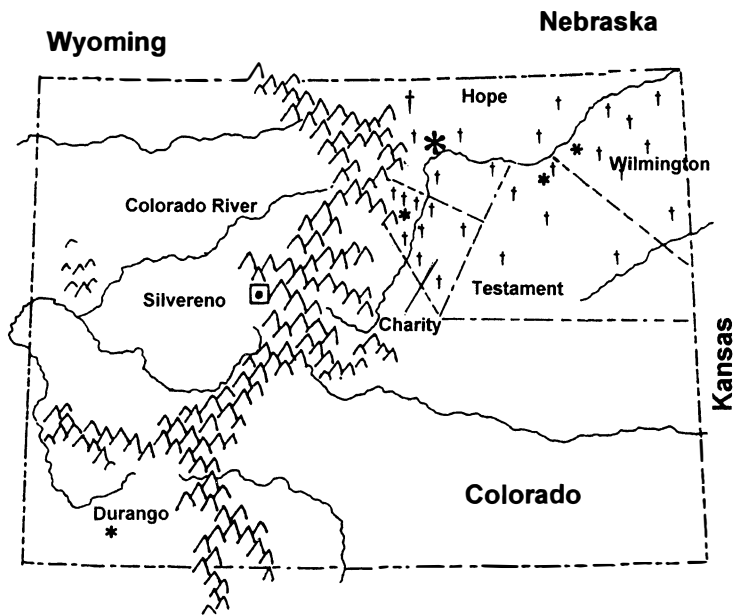 Nebraska
Wyoming
Hope
Wilmington
Colorado River
Silvereno
Testament
Charity
Kansas
Colorado
Durango